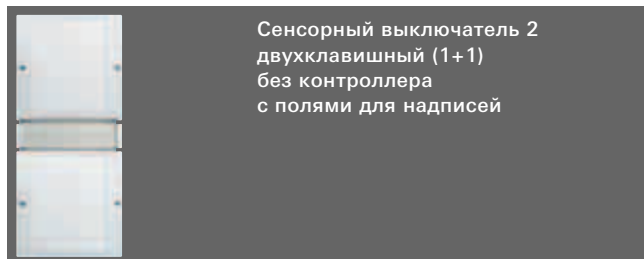 Сенсорный выключатель 2
двухклавишный (1+1)
без контроллера
с полями для надписей